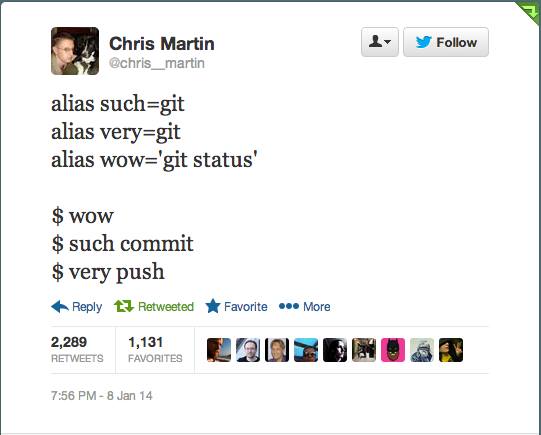 Chris Martin
@chris__martin
Follow
alias such=git
alias very=git
alias wow='git status'
$ wow
$ such commit
$ very push
Reply Retweeted Favorite More
2,289 1,131
RETWEETS FAVORITES
7:56 PM - 8 Jan 14